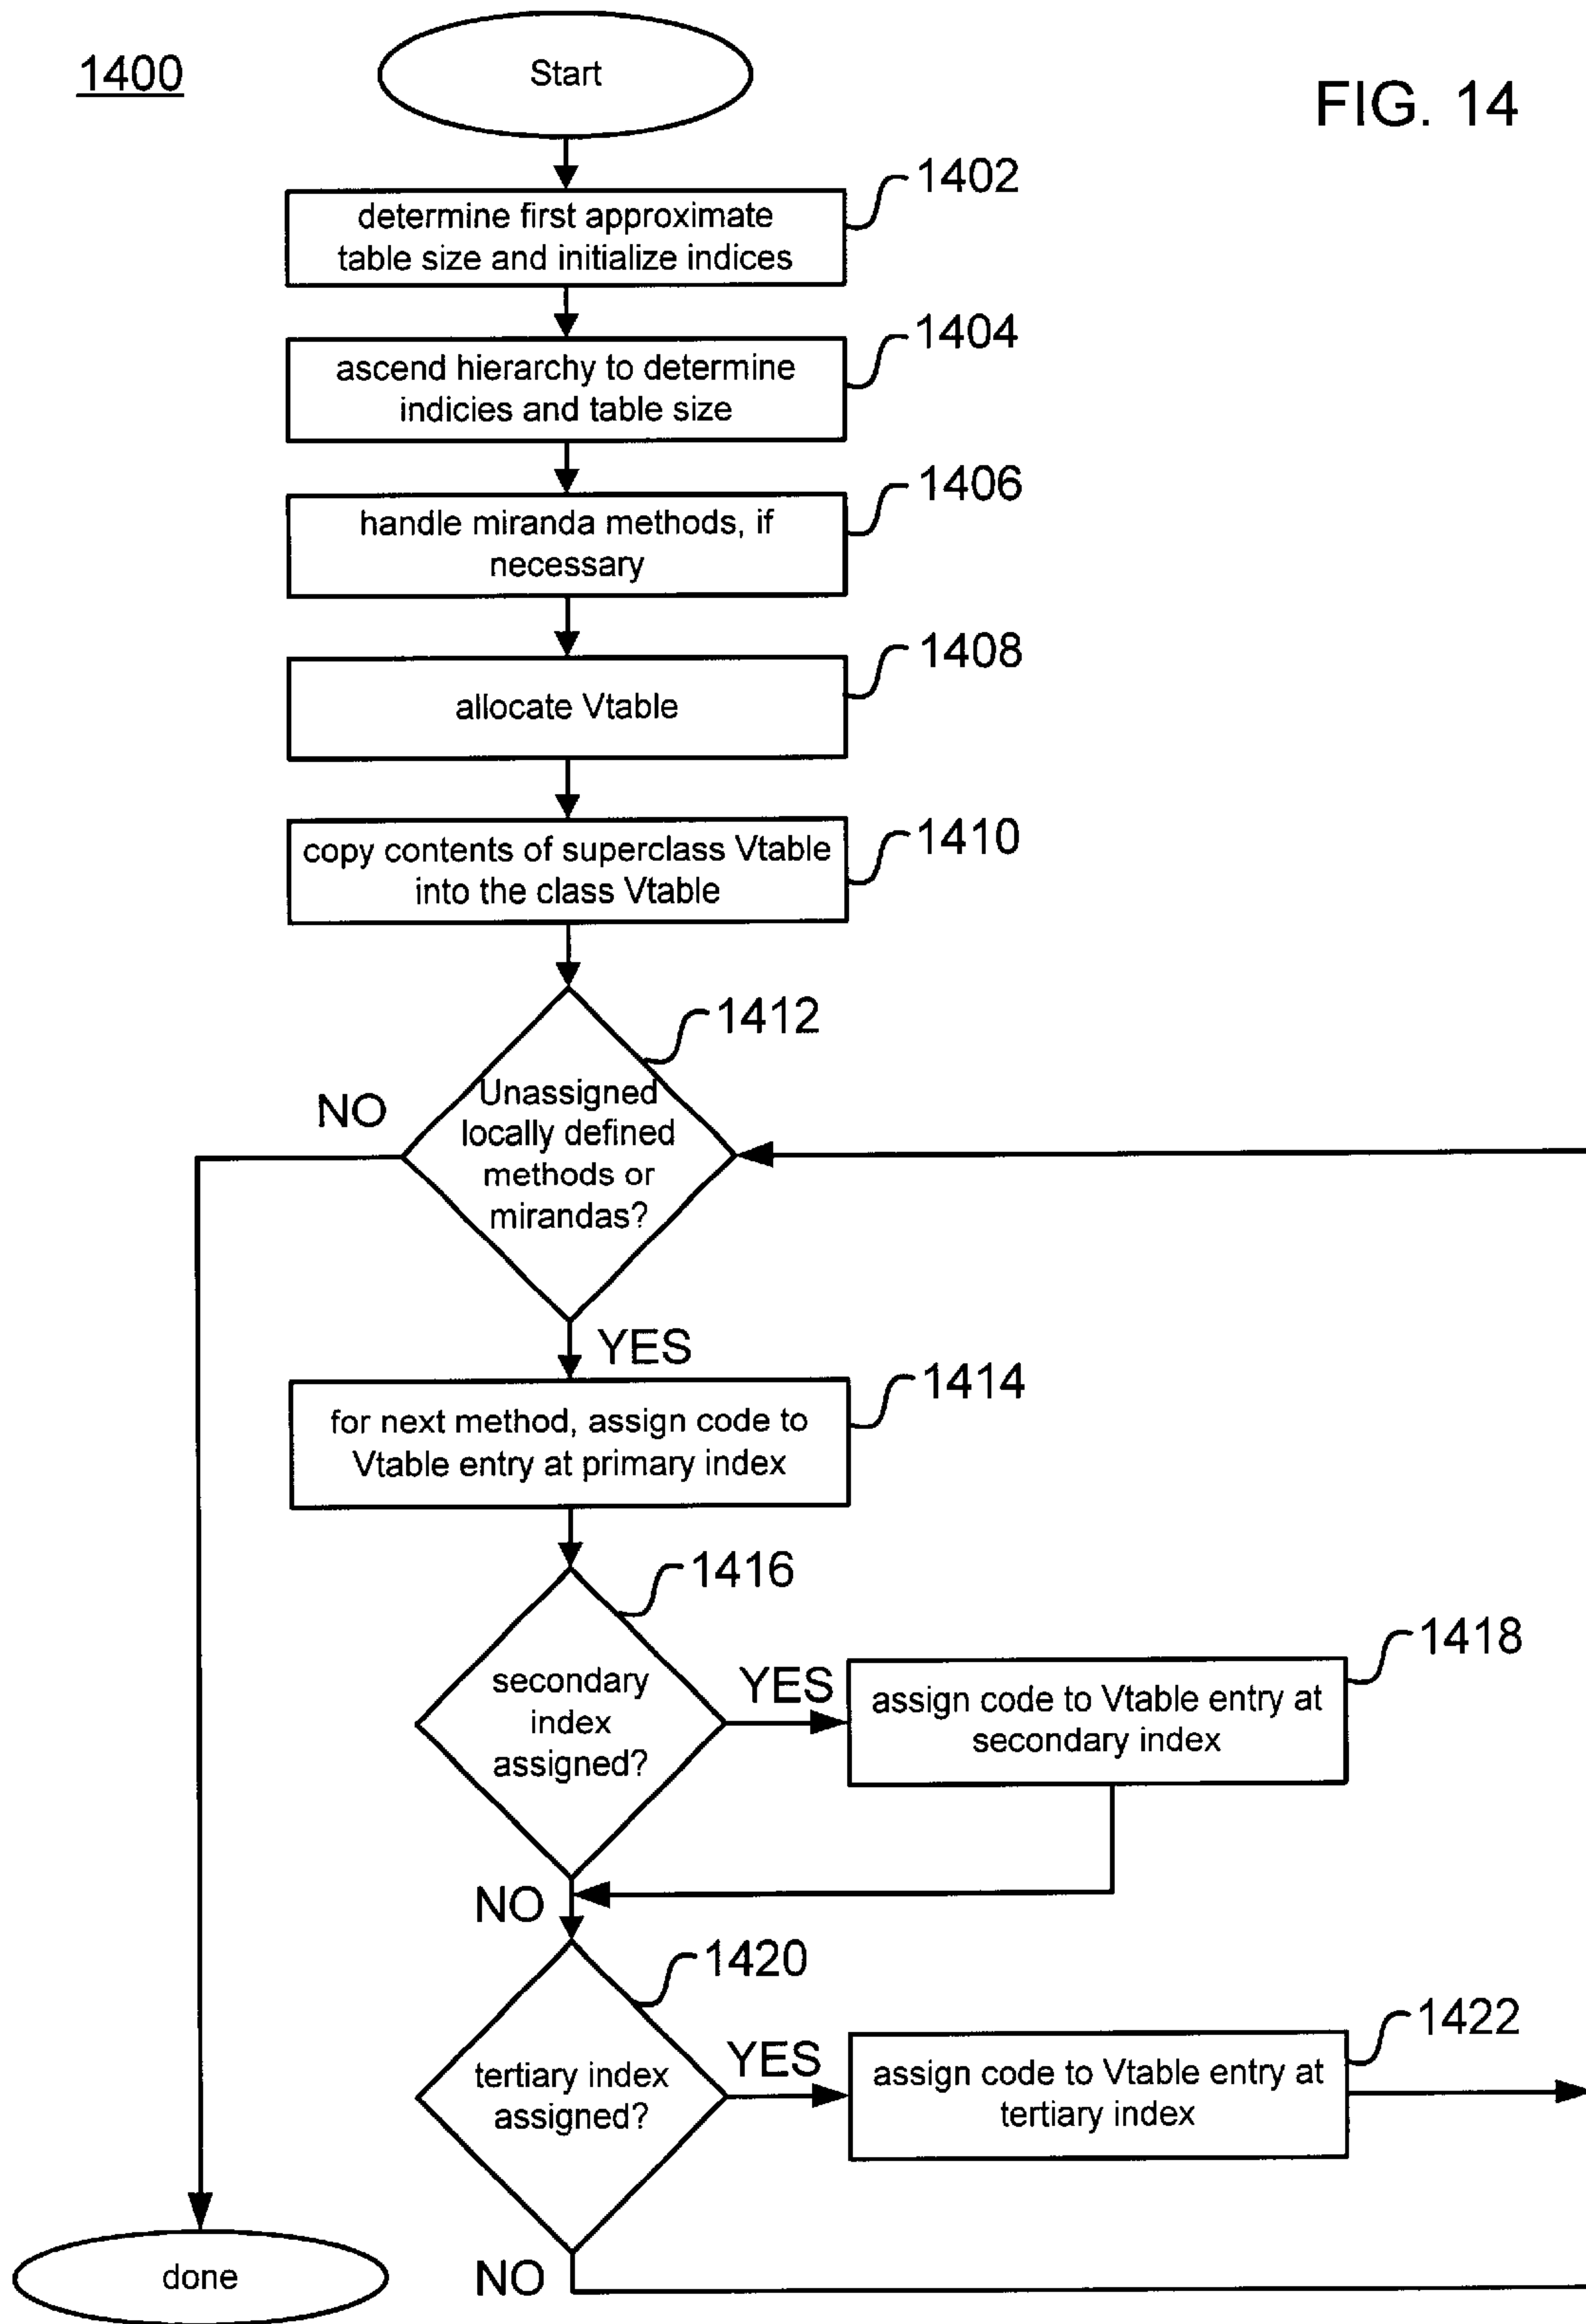 1400
Start
FIG. 14
1402
determine first approximate
table size and initialize indices
1404
ascend hierarchy to determine
indicies and table size
1406
handle miranda methods, if
necessary
1408
allocate Vtable
1410
copy contents of superclass Vtable
into the class Vtable
1412
NO
Unassigned
locally defined
methods or
mirandas?
YES
1414
for next method, assign code to
Vtable entry at primary index
1416
secondary
index
assigned?
YES
1418
assign code to Vtable entry at
secondary index
NO
1420
tertiary index
assigned?
YES
1422
assign code to Vtable entry at
tertiary index
NO
done